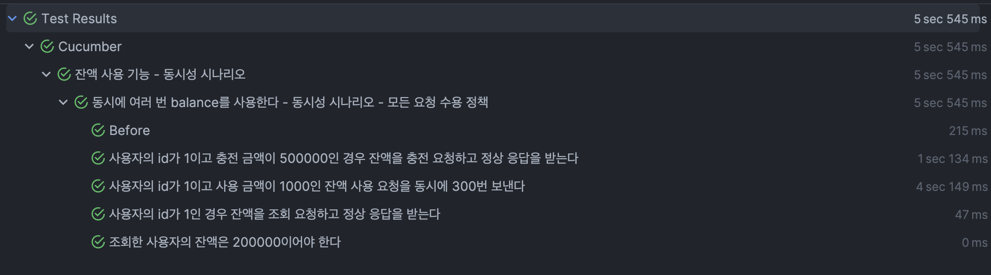 Test Results 5 sec 545 ms
Cucumber 5 sec 545 ms
잔액 사용 기능 - 동시성 시나리오 5 sec 545 ms
동시에 여러 번 balance를 사용한다 - 동시성 시나리오 - 모든 요청 수용 정책 5 sec 545 ms
Before 215 ms
사용자의 id가 1이고 충전 금액이 500000인 경우 잔액을 충전 요청하고 정상 응답을 받는다 1 sec 134 ms
사용자의 id가 1이고 사용 금액이 1000인 잔액 사용 요청을 동시에 300번 보낸다 4 sec 149 ms
사용자의 id가 1인 경우 잔액을 조회 요청하고 정상 응답을 받는다 47 ms
조회한 사용자의 잔액은 200000이어야 한다 0 ms